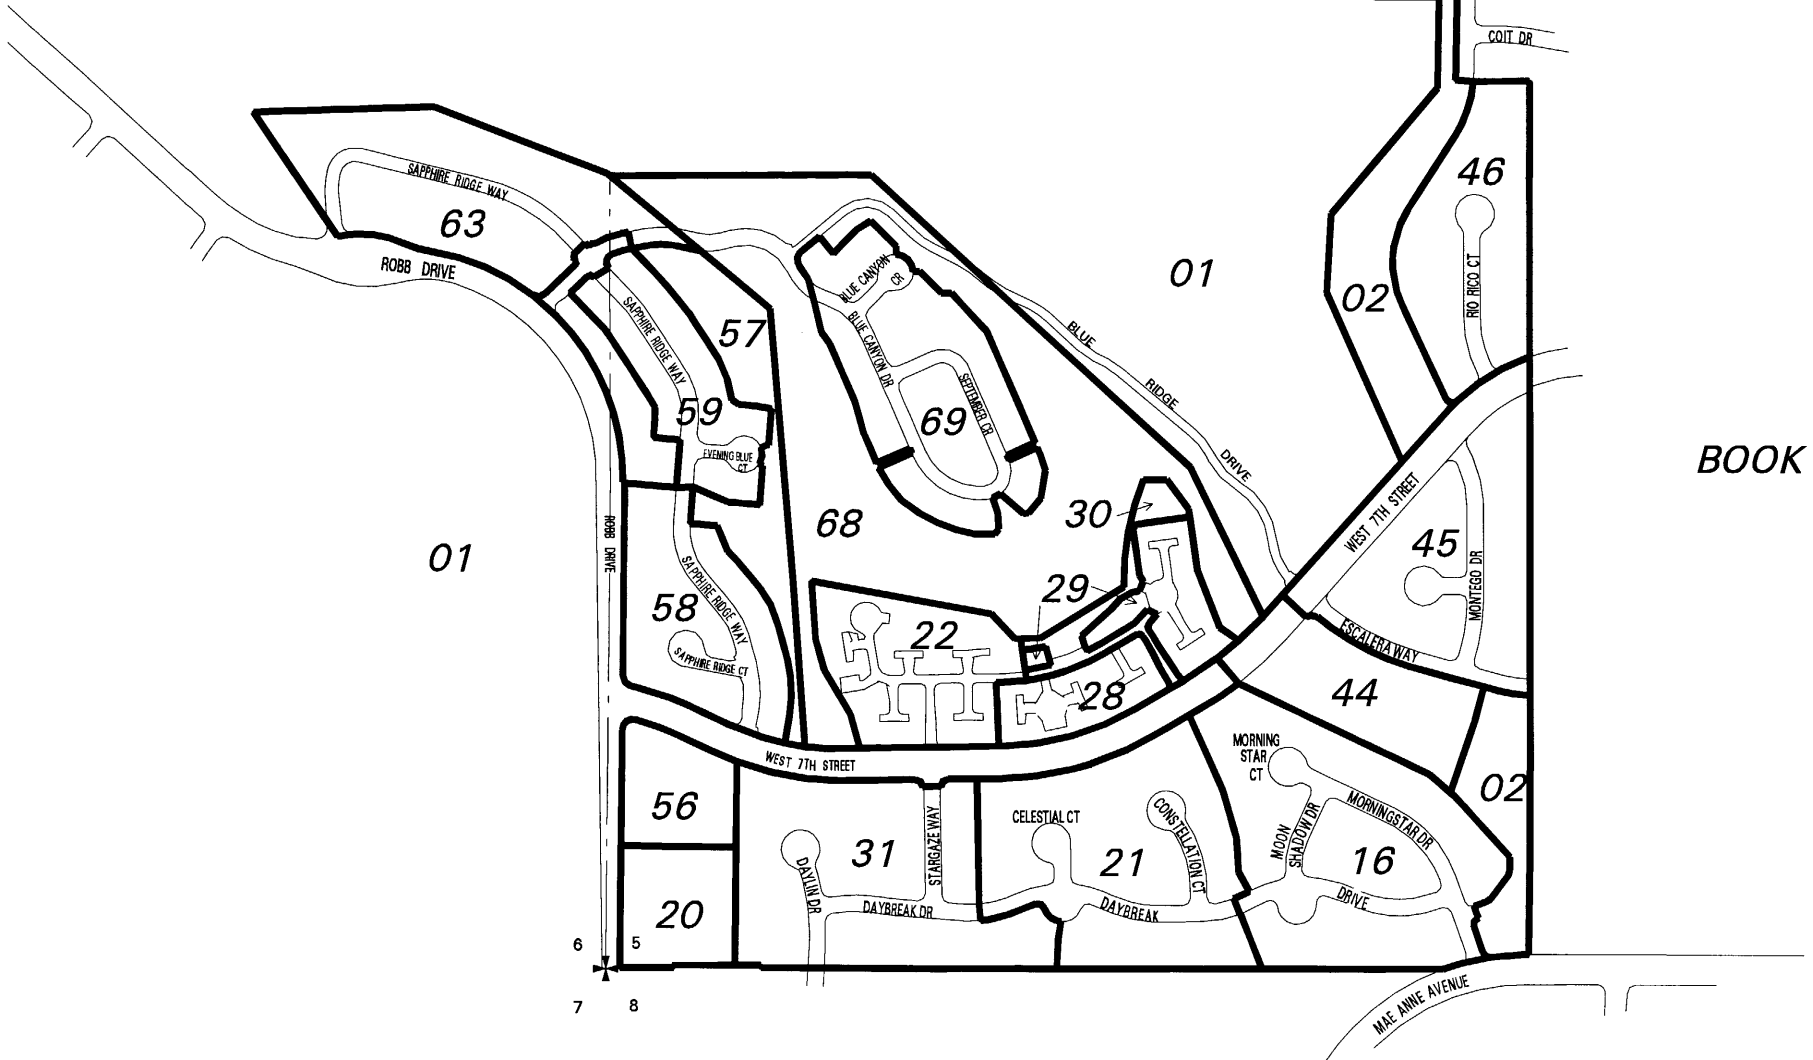 COIT DR
SAPPHIRE RIDGE WAY
46
63
ROBB DRIVE
01
BLUE CANYON
CR
RIO RICO CT
02
SAPPHIRE RIDGE WAY
57
BLUE CANYON DR
BLUE
RIDGE
DRIVE
SEPTEMBER CR
69
59
EVENING BLUE
CT
BOOK
WEST 7TH STREET
30
68
45
ROBB DRIVE
01
MONTEGO DR
29
58
SAPPHIRE RIDGE WAY
22
ESCALERA WAY
SAPPHIRE RIDGE CT
28
44
MORNING
STAR
CT
WEST 7TH STREET
02
56
CELESTIAL CT
CONSTELLATION CT
MORNINGSTAR DR
MOON
SHADOW DR
31
STARGAZE WAY
21
16
DAYLIN DR
DAYBREAK DR
DAYBREAK
DRIVE
20
6 5
7 8
MAE ANNE AVENUE